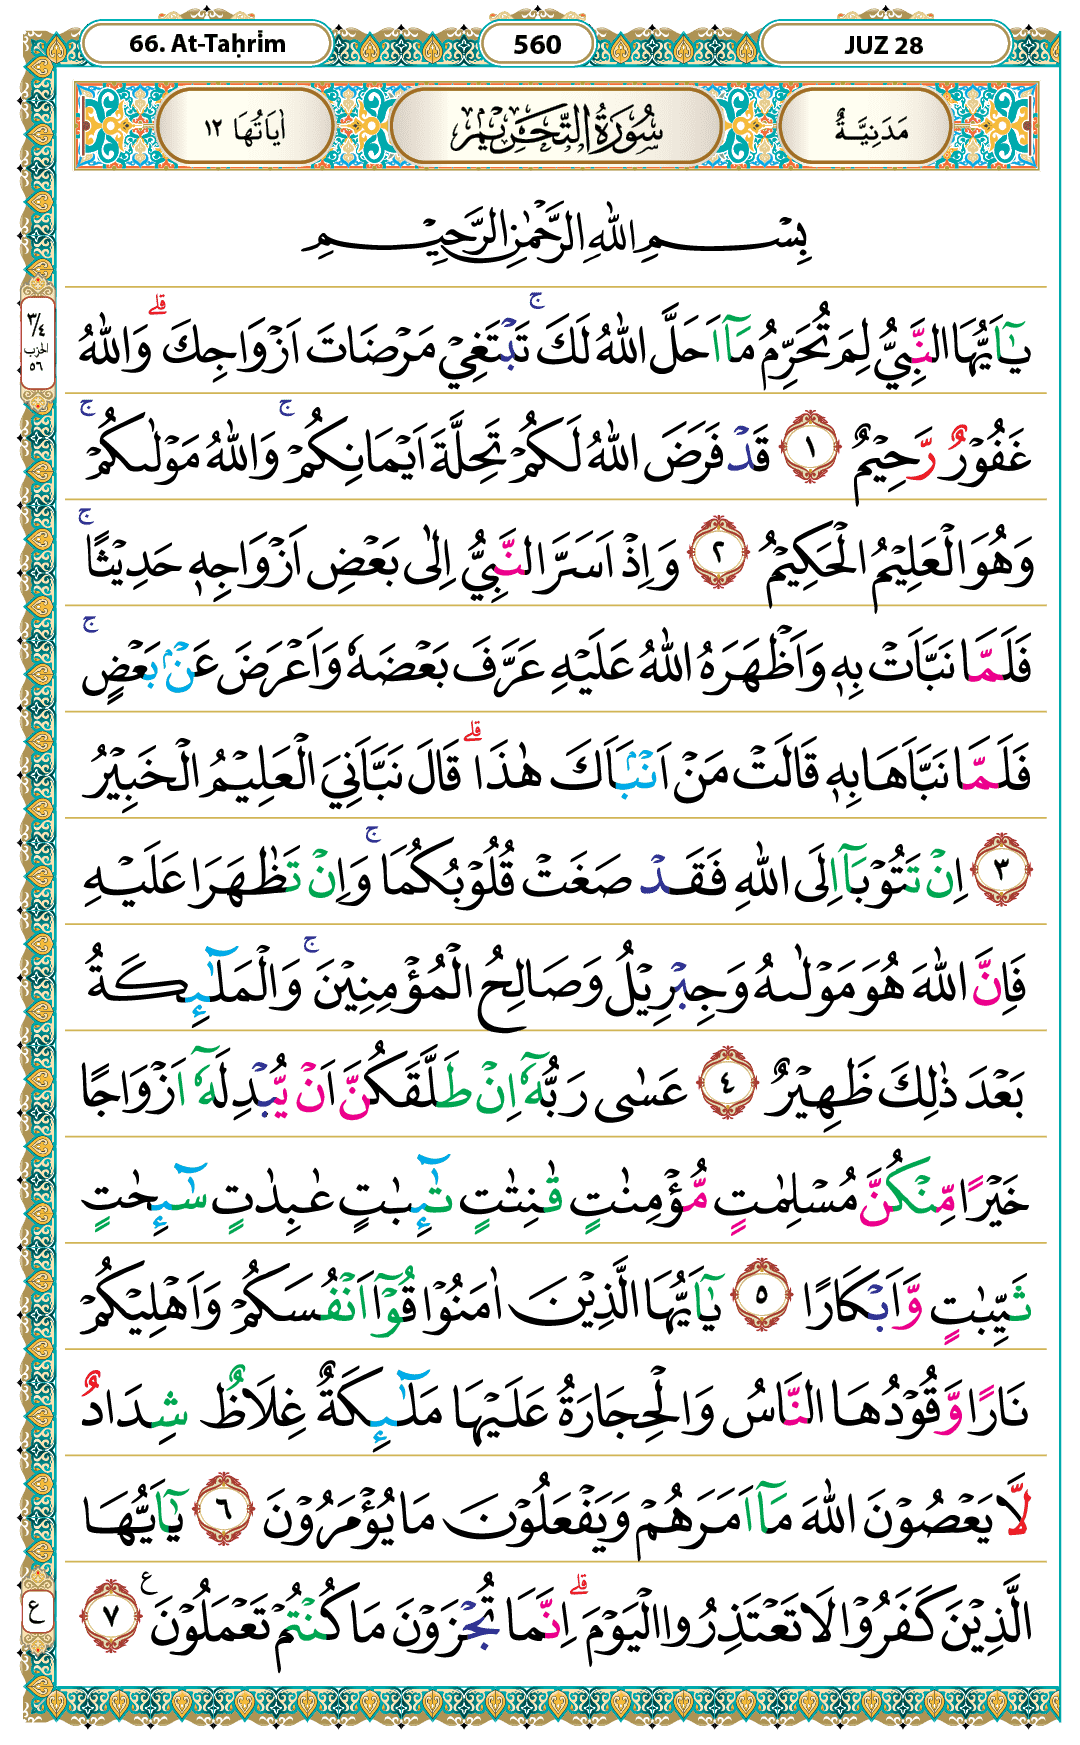 66. At-Taḥrīm 560 JUZ 28
مَدَنِيَّةٌ سُوْرَةُ التَّحْرِيْمِ اٰيَاتُهَا ١٢
بِسْمِ اللّٰهِ الرَّحْمٰنِ الرَّحِيْمِ
يٰٓاَيُّهَا النَّبِيُّ لِمَ تُحَرِّمُ مَآ اَحَلَّ اللّٰهُ لَكَۚ تَبْتَغِيْ مَرْضَاتَ اَزْوَاجِكَۗ وَاللّٰهُ
٣/٤ الحزب ٥٦
غَفُوْرٌ رَّحِيْمٌ ١ قَدْ فَرَضَ اللّٰهُ لَكُمْ تَحِلَّةَ اَيْمَانِكُمْۚ وَاللّٰهُ مَوْلٰىكُمْۚ
وَهُوَ الْعَلِيْمُ الْحَكِيْمُ ٢ وَاِذْ اَسَرَّ النَّبِيُّ اِلٰى بَعْضِ اَزْوَاجِهٖ حَدِيْثًاۚ
فَلَمَّا نَبَّاَتْ بِهٖ وَاَظْهَرَهُ اللّٰهُ عَلَيْهِ عَرَّفَ بَعْضَهٗ وَاَعْرَضَ عَنْۢ بَعْضٍۚ
فَلَمَّا نَبَّاَهَا بِهٖ قَالَتْ مَنْ اَنْۢبَاَكَ هٰذَاۗ قَالَ نَبَّاَنِيَ الْعَلِيْمُ الْخَبِيْرُ
٣ اِنْ تَتُوْبَآ اِلَى اللّٰهِ فَقَدْ صَغَتْ قُلُوْبُكُمَاۚ وَاِنْ تَظٰهَرَا عَلَيْهِ
فَاِنَّ اللّٰهَ هُوَ مَوْلٰىهُ وَجِبْرِيْلُ وَصَالِحُ الْمُؤْمِنِيْنَۚ وَالْمَلٰۤىِٕكَةُ
بَعْدَ ذٰلِكَ ظَهِيْرٌ ٤ عَسٰى رَبُّهٗٓ اِنْ طَلَّقَكُنَّ اَنْ يُّبْدِلَهٗٓ اَزْوَاجًا
خَيْرًا مِّنْكُنَّ مُسْلِمٰتٍ مُّؤْمِنٰتٍ قٰنِتٰتٍ تٰۤىِٕبٰتٍ عٰبِدٰتٍ سٰۤىِٕحٰتٍ
ثَيِّبٰتٍ وَّاَبْكَارًا ٥ يٰٓاَيُّهَا الَّذِيْنَ اٰمَنُوْا قُوْٓا اَنْفُسَكُمْ وَاَهْلِيْكُمْ
نَارًا وَّقُوْدُهَا النَّاسُ وَالْحِجَارَةُ عَلَيْهَا مَلٰۤىِٕكَةٌ غِلَاظٌ شِدَادٌ
لَّا يَعْصُوْنَ اللّٰهَ مَآ اَمَرَهُمْ وَيَفْعَلُوْنَ مَا يُؤْمَرُوْنَ ٦ يٰٓاَيُّهَا
الَّذِيْنَ كَفَرُوْا لَا تَعْتَذِرُوا الْيَوْمَۗ اِنَّمَا تُجْزَوْنَ مَا كُنْتُمْ تَعْمَلُوْنَ ࣖ ٧
ع